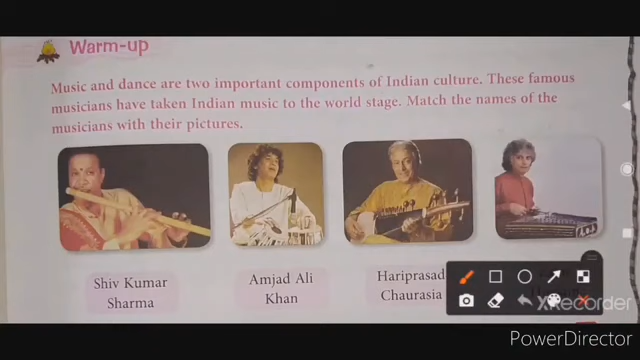 Warm-up
Music and dance are two important components of Indian culture. These famous
musicians have taken Indian music to the world stage. Match the names of the
musicians with their pictures.
Shiv Kumar
Sharma
Amjad Ali
Khan
Hariprasad
Chaurasia
XRecorder
PowerDirector